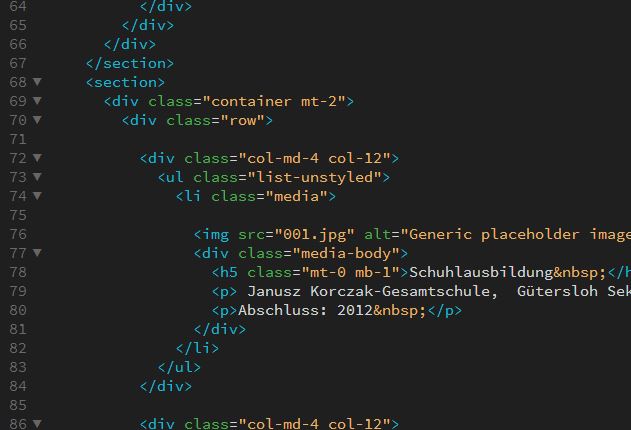 64 </div>
65 </div>
66 </div>
67 </section>
68 <section>
69 <div class="container mt-2">
70 <div class="row">
71
72 <div class="col-md-4 col-12">
73 <ul class="list-unstyled">
74 <li class="media">
75
76 <img src="001.jpg" alt="Generic placeholder image
77 <div class="media-body">
78 <h5 class="mt-0 mb-1">Schuhlausbildung&nbsp;</h
79 <p> Janusz Korczak-Gesamtschule,  Gütersloh Sek
80 <p>Abschluss: 2012&nbsp;</p>
81 </div>
82 </li>
83 </ul>
84 </div>
85
86 <div class="col-md-4 col-12">